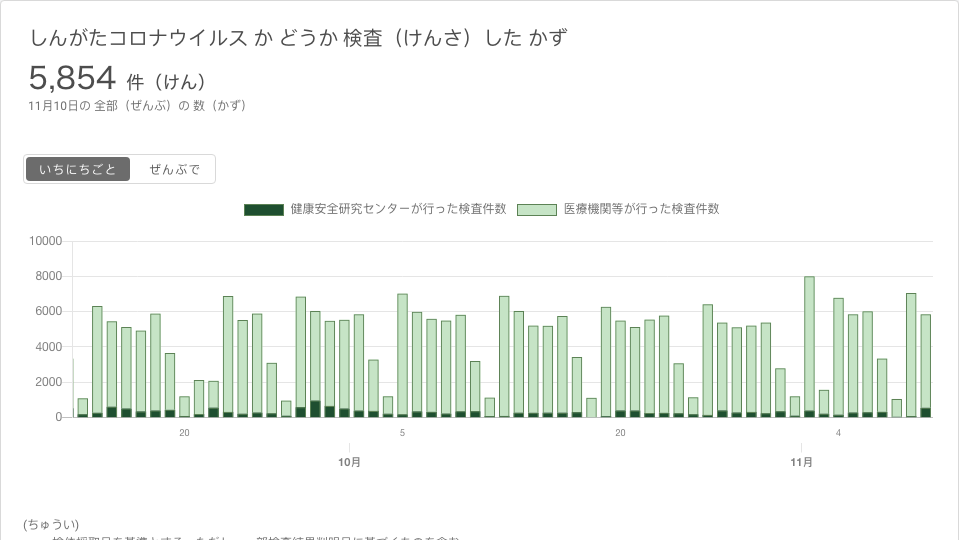 しんがたコロナウイルス か どうか 検査（けんさ）した かず
5,854 件（けん）
11月10日の 全部（ぜんぶ）の 数（かず）
いちにちごと ぜんぶで
健康安全研究センターが行った検査件数 医療機関等が行った検査件数
10000
8000
6000
4000
2000
0
20 5 20 4
10月 11月
(ちゅうい)